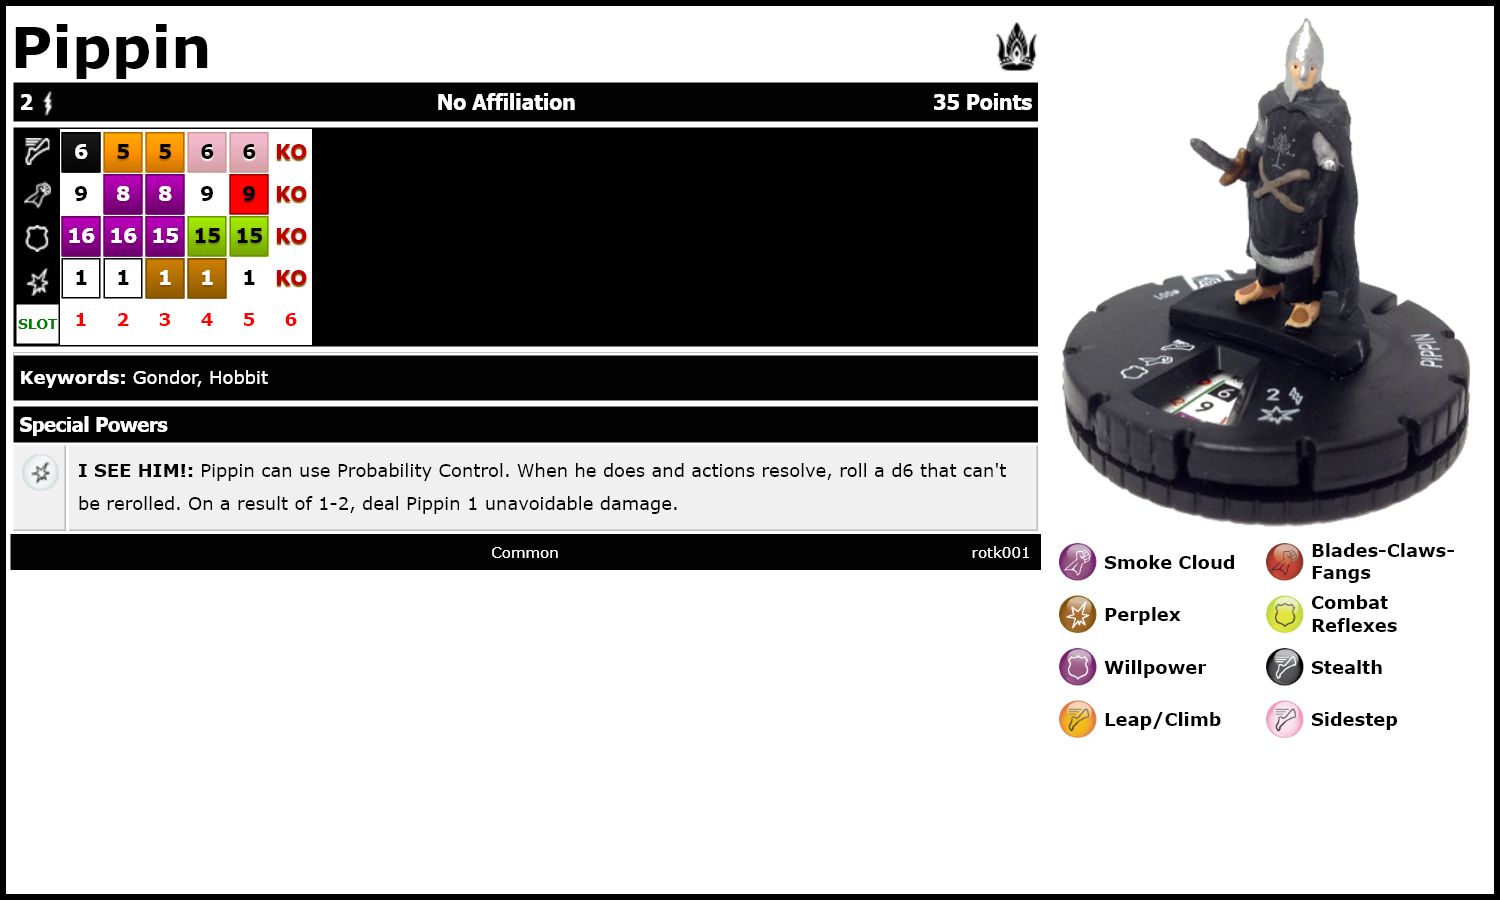 Pippin
2 No Affiliation 35 Points
6 5 5 6 6 KO
9 8 8 9 9 KO
16 16 15 15 15 KO
1 1 1 1 1 KO
SLOT 1 2 3 4 5 6
Keywords: Gondor, Hobbit
Special Powers
I SEE HIM!: Pippin can use Probability Control. When he does and actions resolve, roll a d6 that can't
be rerolled. On a result of 1-2, deal Pippin 1 unavoidable damage.
Common rotk001
PIPPIN
2
6
9
Smoke Cloud
Blades-Claws-
Fangs
Perplex
Combat
Reflexes
Willpower
Stealth
Leap/Climb
Sidestep